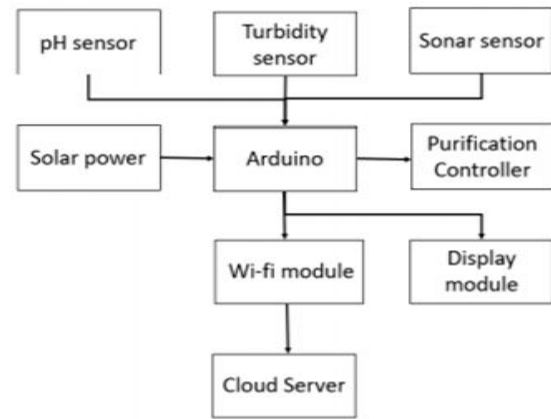 pH sensor
Turbidity
sensor
Sonar sensor
Solar power
Arduino
Purification
Controller
Wi-fi module
Display
module
Cloud Server